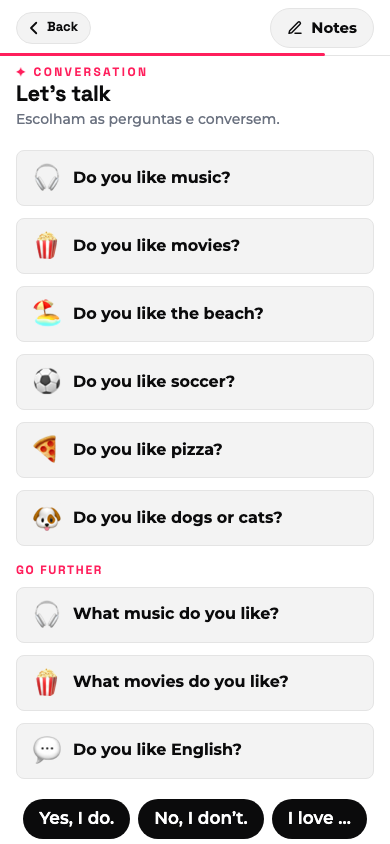 Back
Notes
CONVERSATION
Let's talk
Escolham as perguntas e conversem.
Do you like music?
Do you like movies?
Do you like the beach?
Do you like soccer?
Do you like pizza?
Do you like dogs or cats?
GO FURTHER
What music do you like?
What movies do you like?
Do you like English?
Yes, I do.
No, I don't.
I love ...